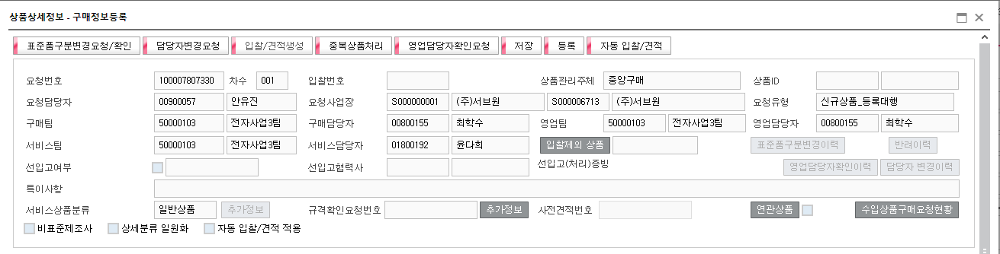 상품상세정보 - 구매정보등록
표준품구분변경요청/확인 담당자변경요청 입찰/견적생성 중복상품처리 영업담당자확인요청 저장 등록 자동 입찰/견적
요청번호 100007807330 차수 001 입찰번호 상품관리주체 중앙구매 상품ID
요청담당자 00900057 안유진 요청사업장 S000000001 (주)서브원 S000006713 (주)서브원 요청유형 신규상품_등록대행
구매팀 50000103 전자사업3팀 구매담당자 00800155 최학수 영업팀 50000103 전자사업3팀 영업담당자 00800155 최학수
서비스팀 50000103 전자사업3팀 서비스담당자 01800192 윤다희 입찰제외 상품 표준품구분변경이력 반려이력
선입고여부 선입고협력사 선입고(처리)증빙 영업담당자확인이력 담당자 변경이력
특이사항
서비스상품분류 일반상품 추가정보 규격확인요청번호 추가정보 사전견적번호 연관상품 수입상품구매요청현황
비표준제조사 상세분류 일원화 자동 입찰/견적 적용